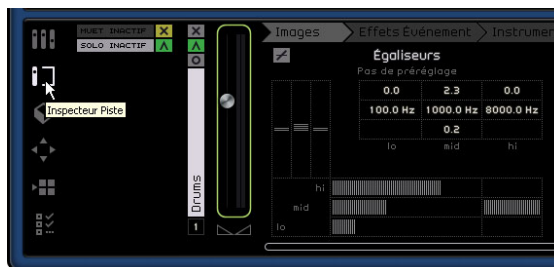 MUET INACTIF X X
SOLO INACTIF
Images Effets Événement Instrumen
Égaliseurs
Pas de préréglage
0.0 2.3 0.0
100.0 Hz 1000.0 Hz 8000.0 Hz
0.2
lo mid hi
Inspecteur Piste
Drums
1
hi
mid
lo